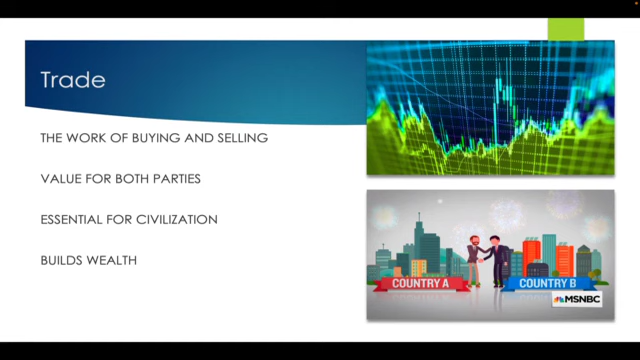 Trade
THE WORK OF BUYING AND SELLING
VALUE FOR BOTH PARTIES
ESSENTIAL FOR CIVILIZATION
BUILDS WEALTH
COUNTRY A
COUNTRY B
MSNBC